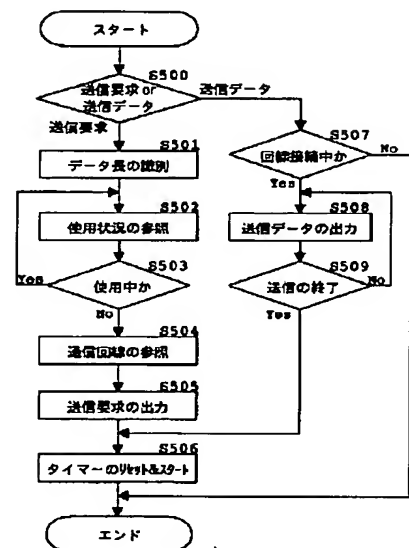 スタート
S500
送信要求 or
送信データ
送信データ
送信要求
S501
データ長の識別
S502
使用状況の参照
S503
使用中か
Yes
No
S504
通信回線の参照
S505
送信要求の出力
S506
タイマーのリセット&スタート
S507
回線接続中か
No
Yes
S508
送信データの出力
S509
送信の終了
No
Yes
エンド